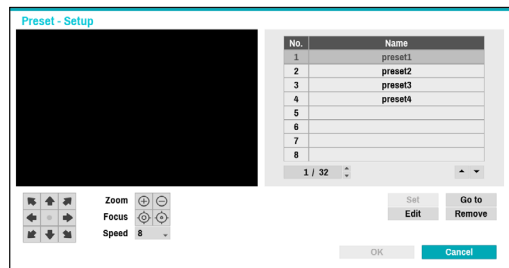 Preset - Setup
No. Name
1 preset1
2 preset2
3 preset3
4 preset4
5
6
7
8
1 / 32
Zoom
Focus
Speed 8
Set Go to
Edit Remove
OK Cancel